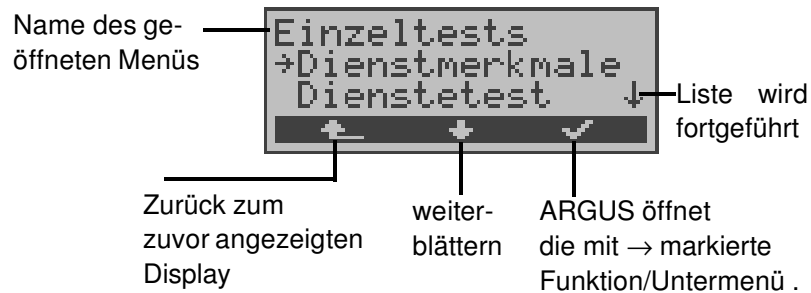 Name des ge-
öffneten Menüs
Einzeltests
→Dienstmerkmale
Dienstetest ↓
Liste wird
fortgeführt
Zurück zum
zuvor angezeigten
Display
weiter-
blättern
ARGUS öffnet
die mit → markierte
Funktion/Untermenü .